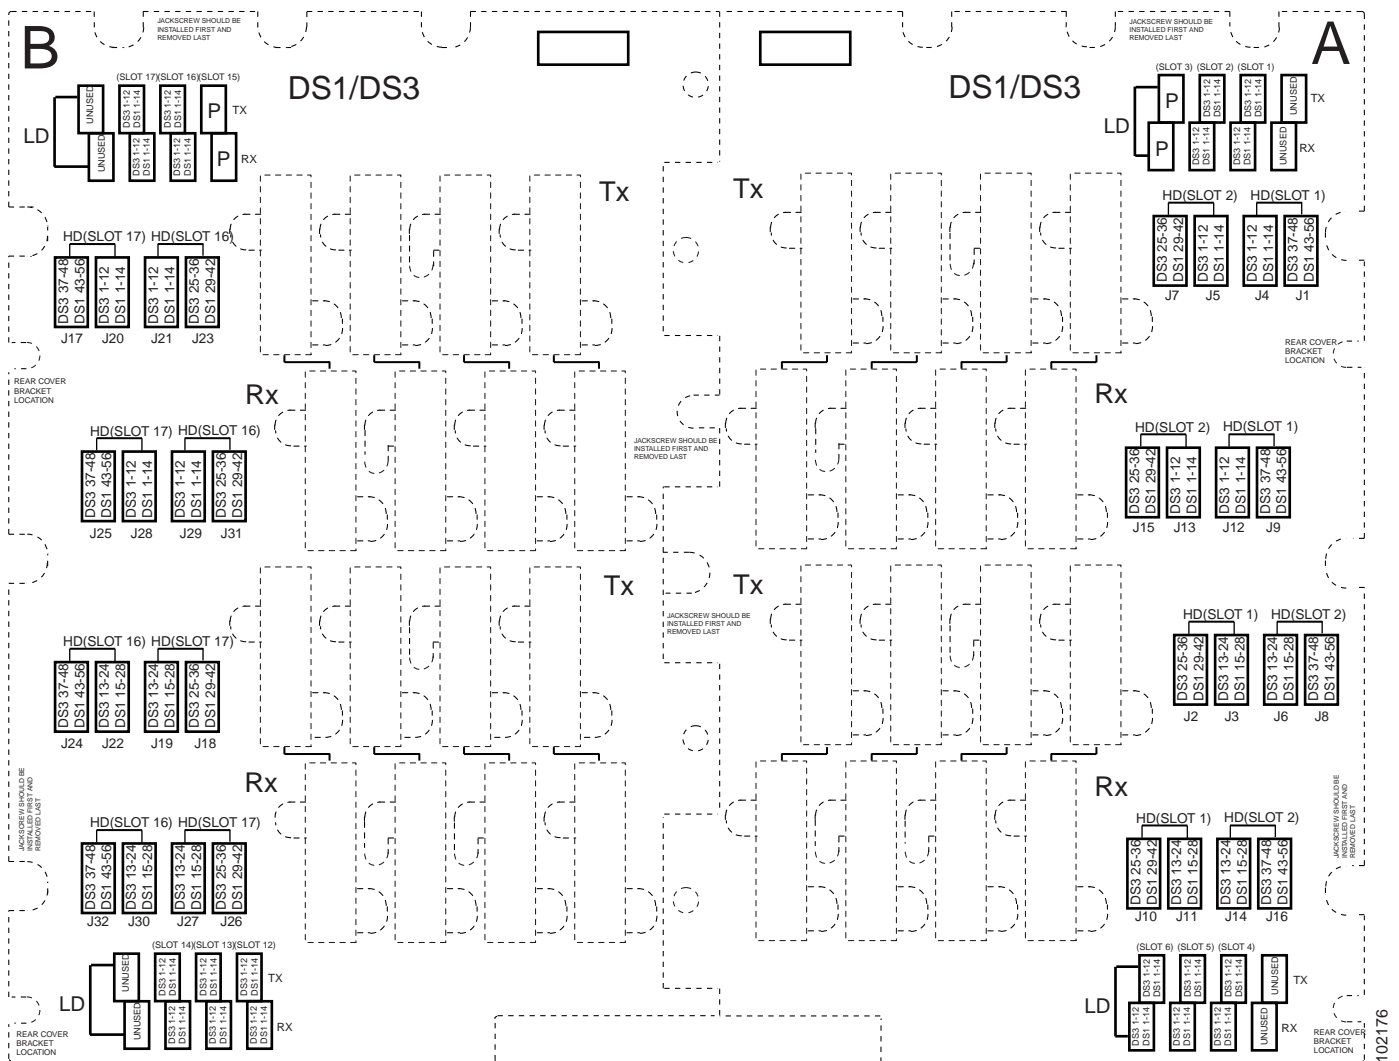 B
JACKSCREW SHOULD BE
INSTALLED FIRST AND
REMOVED LAST
DS1/DS3
(SLOT 17)(SLOT 16)(SLOT 15)
LD
UNUSED
DS3 1-12
DS1 1-14
DS3 1-12
DS1 1-14
P
TX
UNUSED
DS3 1-12
DS1 1-14
DS3 1-12
DS1 1-14
P
RX
Tx
HD(SLOT 17)
HD(SLOT 16)
DS3 37-48
DS1 43-56
DS3 1-12
DS1 1-14
DS3 1-12
DS1 1-14
DS3 25-36
DS1 29-42
J17
J20
J21
J23
REAR COVER
BRACKET
LOCATION
Rx
HD(SLOT 17)
HD(SLOT 16)
DS3 37-48
DS1 43-56
DS3 1-12
DS1 1-14
DS3 1-12
DS1 1-14
DS3 25-36
DS1 29-42
J25
J28
J29
J31
JACKSCREW SHOULD BE
INSTALLED FIRST AND
REMOVED LAST
Tx
HD(SLOT 16)
HD(SLOT 17)
DS3 37-48
DS1 43-56
DS3 13-24
DS1 15-28
DS3 13-24
DS1 15-28
DS3 25-36
DS1 29-42
J24
J22
J19
J18
JACKSCREW SHOULD BE
INSTALLED FIRST AND
REMOVED LAST
Rx
HD(SLOT 16)
HD(SLOT 17)
DS3 37-48
DS1 43-56
DS3 13-24
DS1 15-28
DS3 13-24
DS1 15-28
DS3 25-36
DS1 29-42
J32
J30
J27
J26
(SLOT 14)(SLOT 13)(SLOT 12)
LD
UNUSED
DS3 1-12
DS1 1-14
DS3 1-12
DS1 1-14
DS3 1-12
DS1 1-14
TX
UNUSED
DS3 1-12
DS1 1-14
DS3 1-12
DS1 1-14
DS3 1-12
DS1 1-14
RX
REAR COVER
BRACKET
LOCATION
A
JACKSCREW SHOULD BE
INSTALLED FIRST AND
REMOVED LAST
DS1/DS3
(SLOT 3) (SLOT 2) (SLOT 1)
LD
P
DS3 1-12
DS1 1-14
DS3 1-12
DS1 1-14
UNUSED
TX
P
DS3 1-12
DS1 1-14
DS3 1-12
DS1 1-14
UNUSED
RX
Tx
HD(SLOT 2)
HD(SLOT 1)
DS3 25-36
DS1 29-42
DS3 1-12
DS1 1-14
DS3 1-12
DS1 1-14
DS3 37-48
DS1 43-56
J7
J5
J4
J1
REAR COVER
BRACKET
LOCATION
Rx
HD(SLOT 2)
HD(SLOT 1)
DS3 25-36
DS1 29-42
DS3 1-12
DS1 1-14
DS3 1-12
DS1 1-14
DS3 37-48
DS1 43-56
J15
J13
J12
J9
Tx
JACKSCREW SHOULD BE
INSTALLED FIRST AND
REMOVED LAST
HD(SLOT 1)
HD(SLOT 2)
DS3 25-36
DS1 29-42
DS3 13-24
DS1 15-28
DS3 13-24
DS1 15-28
DS3 37-48
DS1 43-56
J2
J3
J6
J8
Rx
JACKSCREW SHOULD BE
INSTALLED FIRST AND
REMOVED LAST
HD(SLOT 1)
HD(SLOT 2)
DS3 25-36
DS1 29-42
DS3 13-24
DS1 15-28
DS3 13-24
DS1 15-28
DS3 37-48
DS1 43-56
J10
J11
J14
J16
(SLOT 6) (SLOT 5) (SLOT 4)
LD
DS3 1-12
DS1 1-14
DS3 1-12
DS1 1-14
DS3 1-12
DS1 1-14
UNUSED
TX
DS3 1-12
DS1 1-14
DS3 1-12
DS1 1-14
DS3 1-12
DS1 1-14
UNUSED
RX
REAR COVER
BRACKET
LOCATION
102176